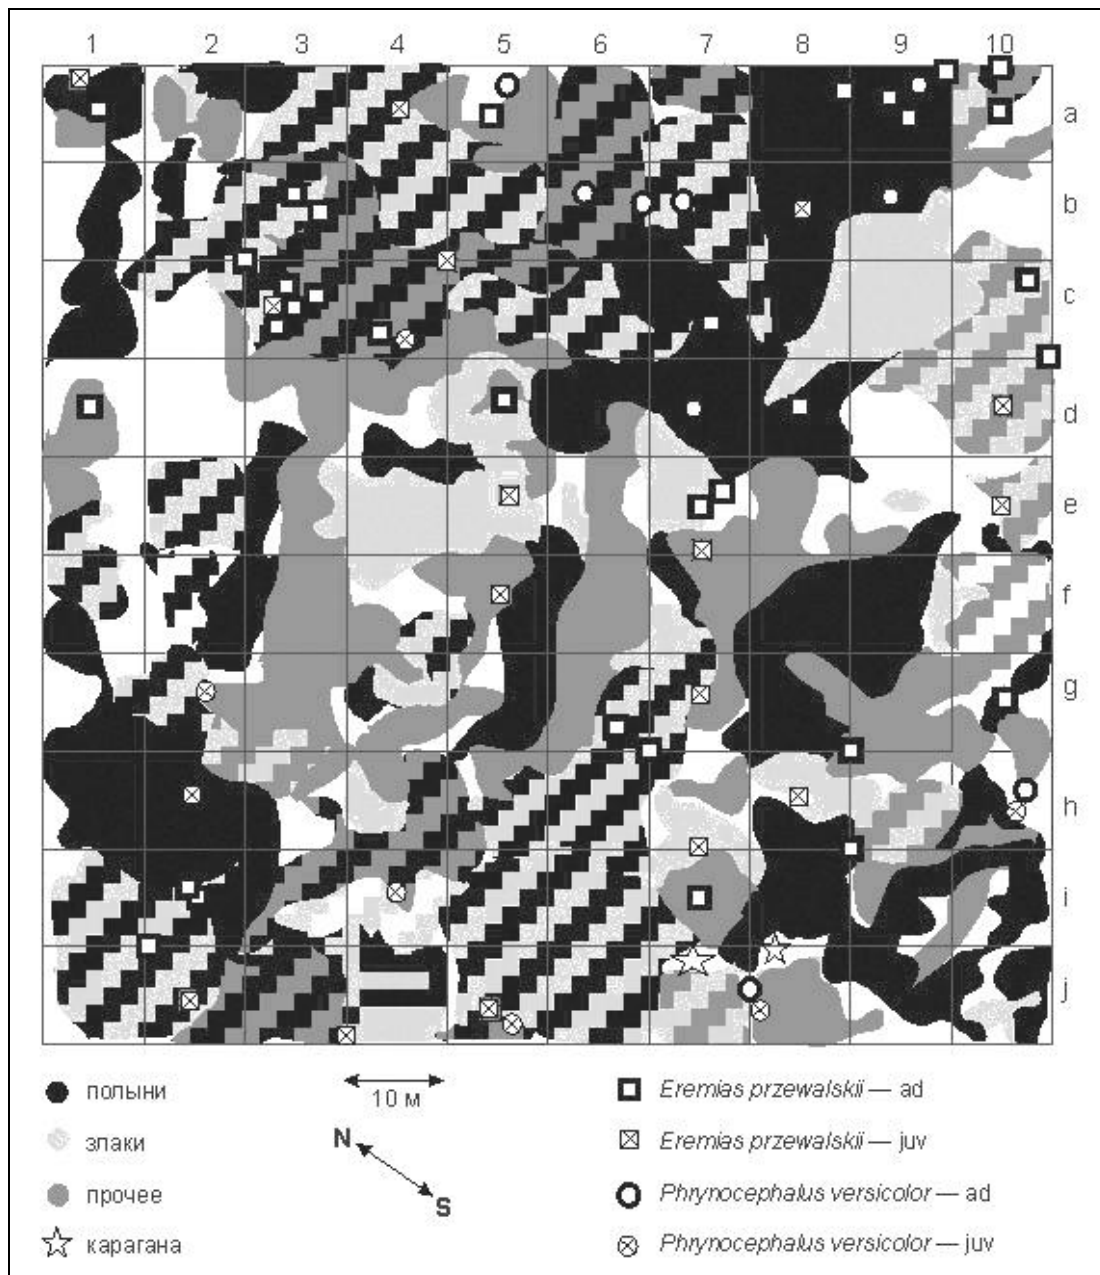 1 2 3 4 5 6 7 8 9 10
a
b
c
d
e
f
g
h
i
j
полыни
злаки
прочее
карагана
10 м
N
S
Eremias przewalskii — ad
Eremias przewalskii — juv
Phrynocephalus versicolor — ad
Phrynocephalus versicolor — juv